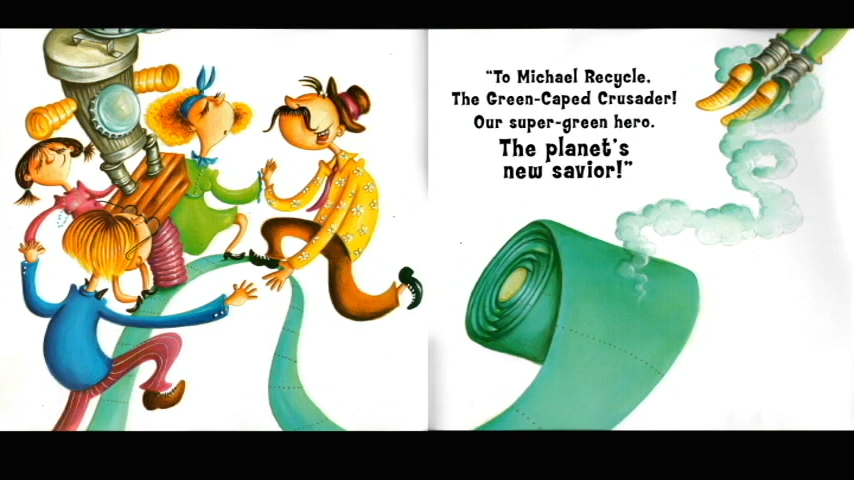 “To Michael Recycle.
The Green-Caped Crusader!
Our super-green hero.
The planet’s
new savior!”